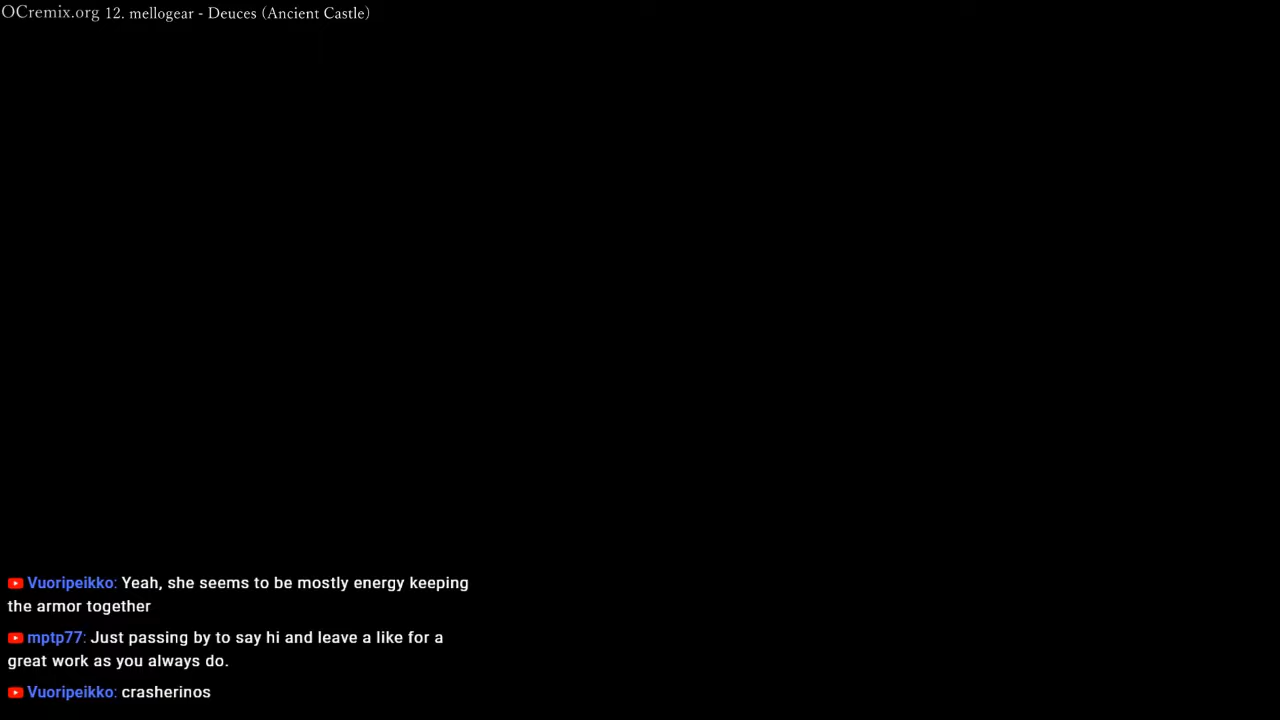 OCremix.org 12. mellogear - Deuces (Ancient Castle)
Vuoripeikko: Yeah, she seems to be mostly energy keeping
the armor together
mptp77: Just passing by to say hi and leave a like for a
great work as you always do.
Vuoripeikko: crasherinos